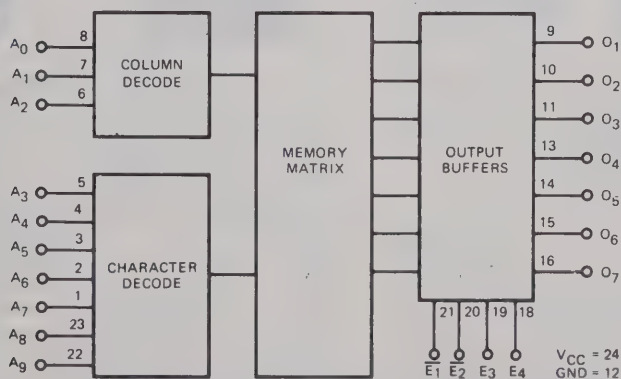 A0 8
A1 7
A2 6
COLUMN
DECODE
A3 5
A4 4
A5 3
A6 2
A7 1
A8 23
A9 22
CHARACTER
DECODE
MEMORY
MATRIX
OUTPUT
BUFFERS
9 O1
10 O2
11 O3
13 O4
14 O5
15 O6
16 O7
21 20 19 18
E̅1 E̅2 E3 E4
VCC = 24
GND = 12